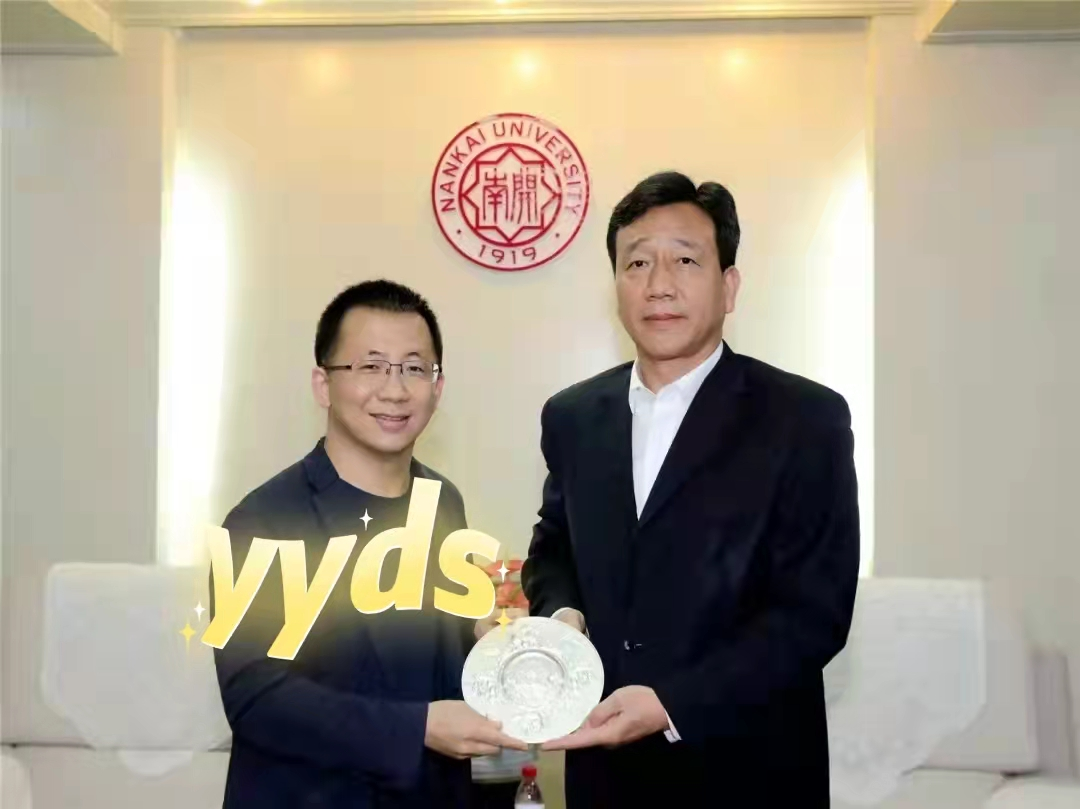 NANKAI UNIVERSITY
南開
· 1919 ·
yyds